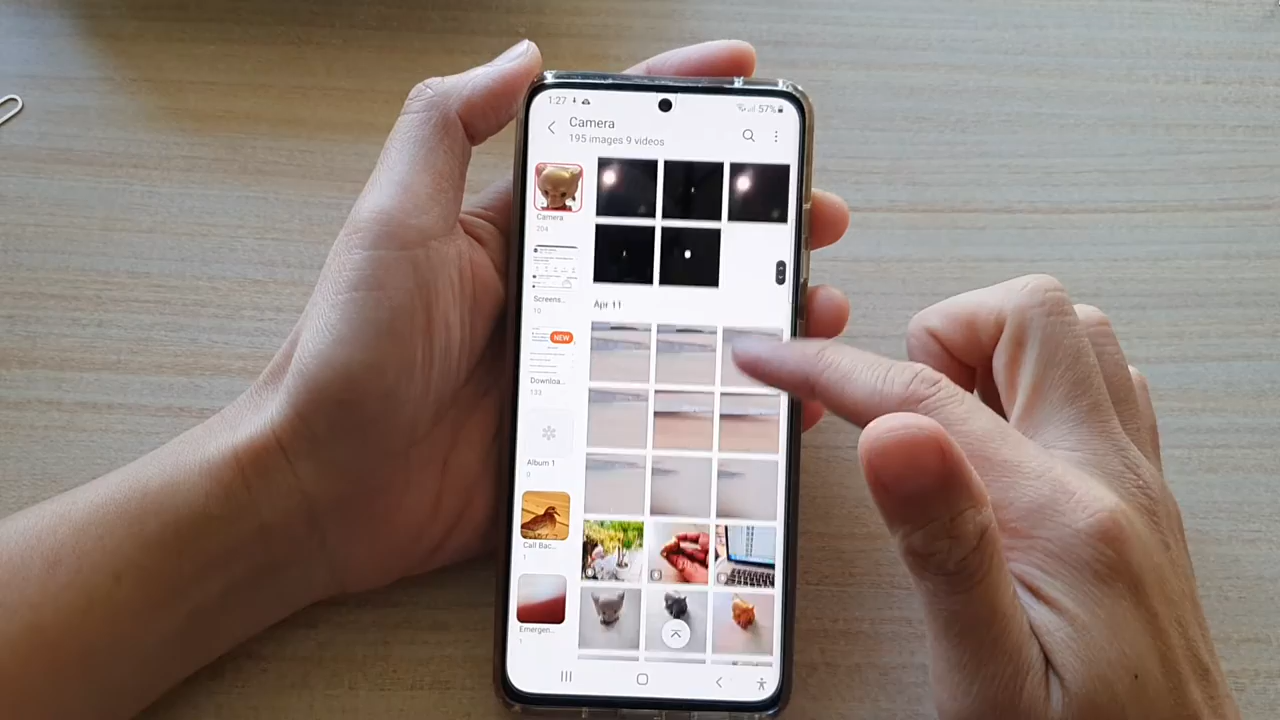 1:27
57%
Camera
195 images 9 videos
Camera
204
Screens...
10
Apr 11
NEW
Downloa...
133
Album 1
0
Call Bac...
1
Emergen...
1